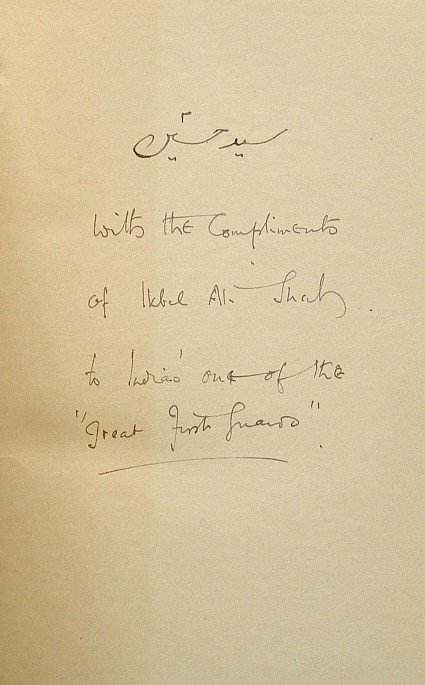 سید حسین
With the Compliments
of Ikbal Ali Shah.
to India's one of the
"Great First Guards".